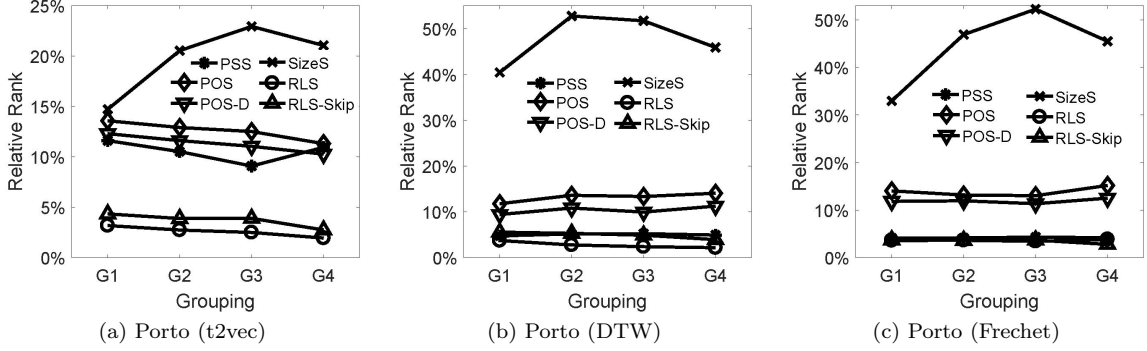 25%
20%
15%
10%
5%
0%
Relative Rank
PSS
SizeS
POS
RLS
POS-D
RLS-Skip
G1 G2 G3 G4
Grouping
(a) Porto (t2vec)
50%
40%
30%
20%
10%
0%
Relative Rank
PSS
SizeS
POS
RLS
POS-D
RLS-Skip
G1 G2 G3 G4
Grouping
(b) Porto (DTW)
50%
40%
30%
20%
10%
0%
Relative Rank
PSS
SizeS
POS
RLS
POS-D
RLS-Skip
G1 G2 G3 G4
Grouping
(c) Porto (Frechet)